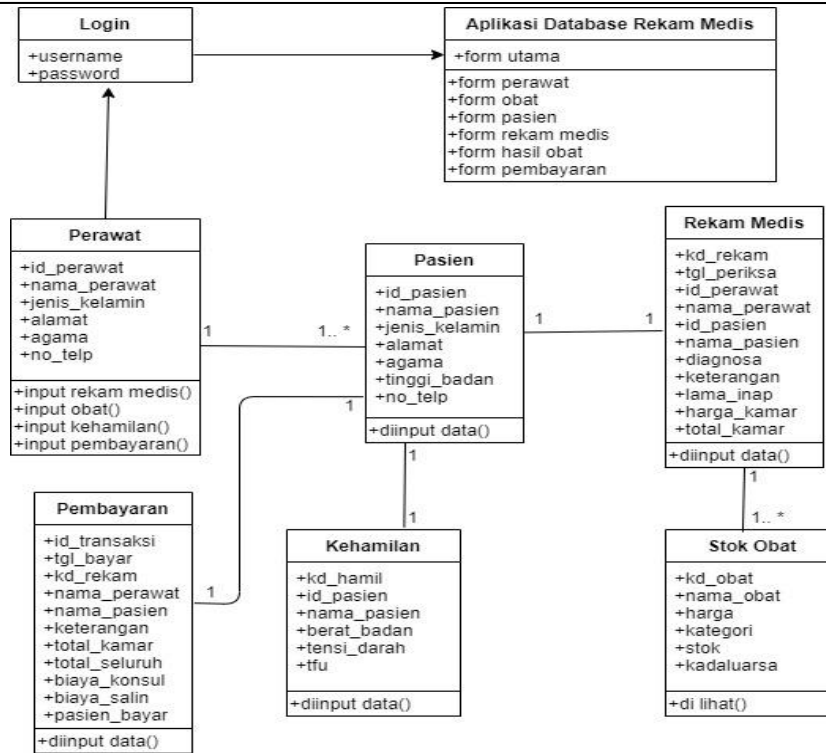 Login
+username
+password
Aplikasi Database Rekam Medis
+form utama
+form perawat
+form obat
+form pasien
+form rekam medis
+form hasil obat
+form pembayaran
Perawat
+id_perawat
+nama_perawat
+jenis_kelamin
+alamat
+agama
+no_telp
+input rekam medis()
+input obat()
+input kehamilan()
+input pembayaran()
1
1.. *
Pasien
+id_pasien
+nama_pasien
+jenis_kelamin
+alamat
+agama
+tinggi_badan
+no_telp
+diinput data()
1
1
Rekam Medis
+kd_rekam
+tgl_periksa
+id_perawat
+nama_perawat
+id_pasien
+nama_pasien
+diagnosa
+keterangan
+lama_inap
+harga_kamar
+total_kamar
+diinput data()
1
1
1
1.. *
Pembayaran
+id_transaksi
+tgl_bayar
+kd_rekam
+nama_perawat
+nama_pasien
+keterangan
+total_kamar
+total_seluruh
+biaya_konsul
+biaya_salin
+pasien_bayar
+diinput data()
1
1
Kehamilan
+kd_hamil
+id_pasien
+nama_pasien
+berat_badan
+tensi_darah
+tfu
+diinput data()
Stok Obat
+kd_obat
+nama_obat
+harga
+kategori
+stok
+kadaluarsa
+di lihat()